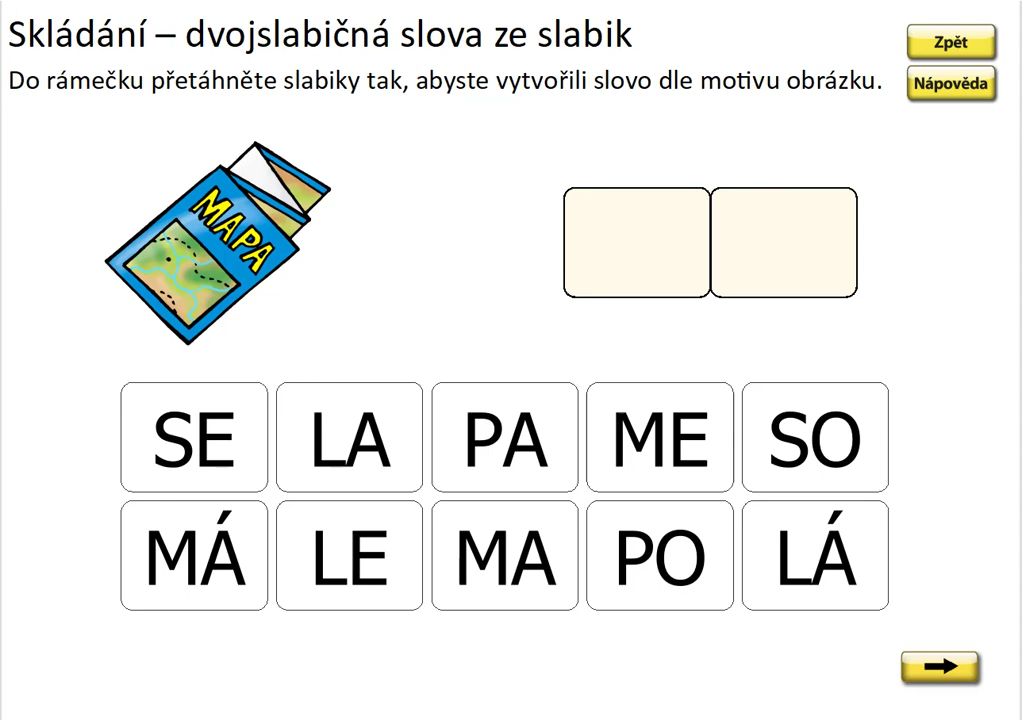 Skládání – dvojslabičná slova ze slabik
Zpět
Do rámečku přetáhněte slabiky tak, abyste vytvořili slovo dle motivu obrázku.
Nápověda
MAPA
SE LA PA ME SO
MÁ LE MA PO LÁ